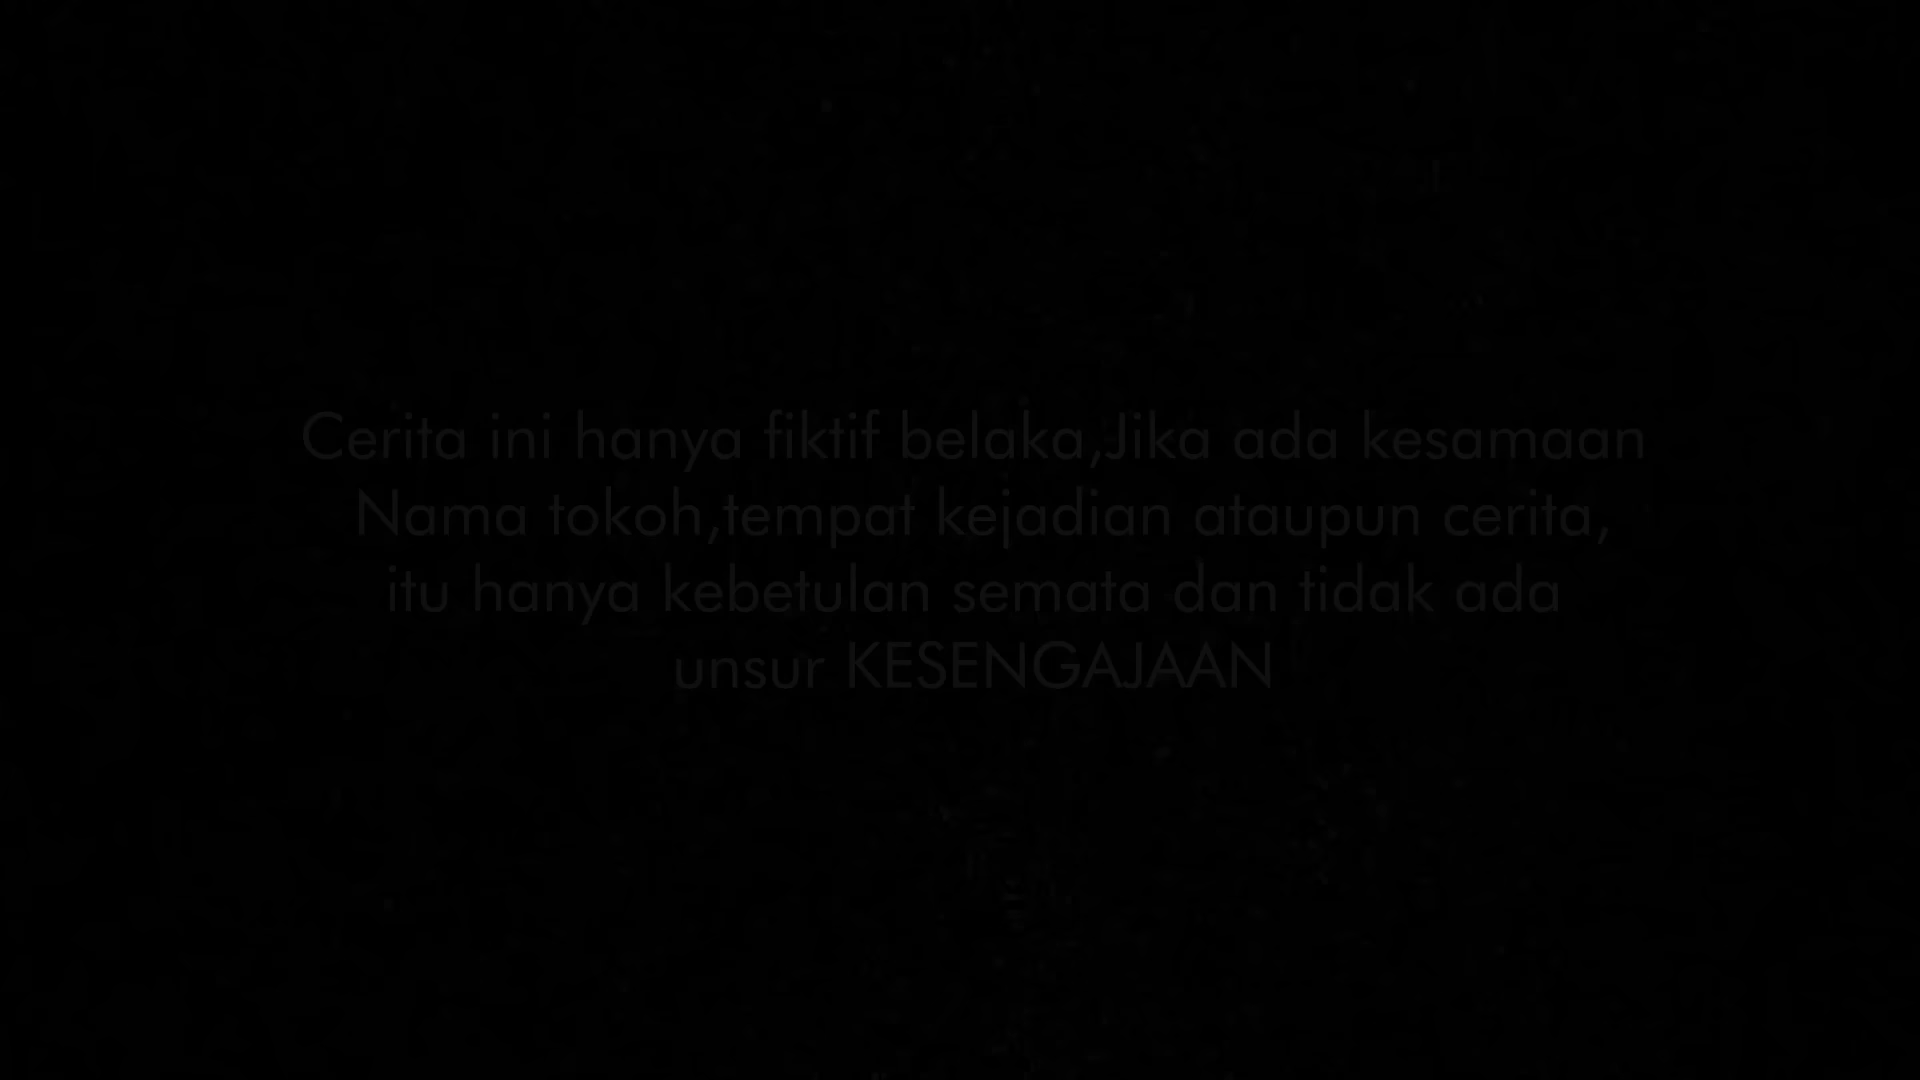 Cerita ini hanya fiktif belaka,Jika ada kesamaan
Nama tokoh,tempat kejadian ataupun cerita,
itu hanya kebetulan semata dan tidak ada
unsur KESENGAJAAN